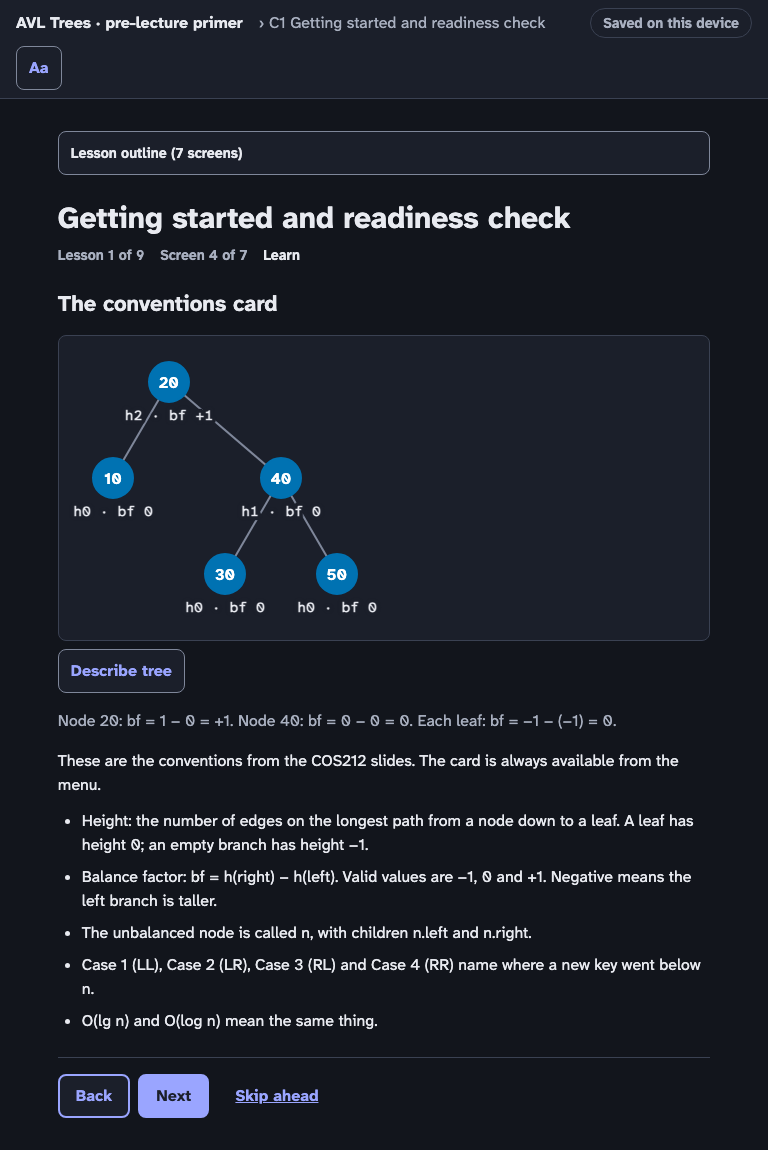 AVL Trees · pre-lecture primer › C1 Getting started and readiness check
Saved on this device
Aa
Lesson outline (7 screens)
Getting started and readiness check
Lesson 1 of 9 Screen 4 of 7 Learn
The conventions card
20
h2 · bf +1
10 40
h0 · bf 0 h1 · bf 0
30 50
h0 · bf 0 h0 · bf 0
Describe tree
Node 20: bf = 1 − 0 = +1. Node 40: bf = 0 − 0 = 0. Each leaf: bf = −1 − (−1) = 0.
These are the conventions from the COS212 slides. The card is always available from the
menu.
• Height: the number of edges on the longest path from a node down to a leaf. A leaf has
height 0; an empty branch has height −1.
• Balance factor: bf = h(right) − h(left). Valid values are −1, 0 and +1. Negative means the
left branch is taller.
• The unbalanced node is called n, with children n.left and n.right.
• Case 1 (LL), Case 2 (LR), Case 3 (RL) and Case 4 (RR) name where a new key went below
n.
• O(lg n) and O(log n) mean the same thing.
Back Next Skip ahead